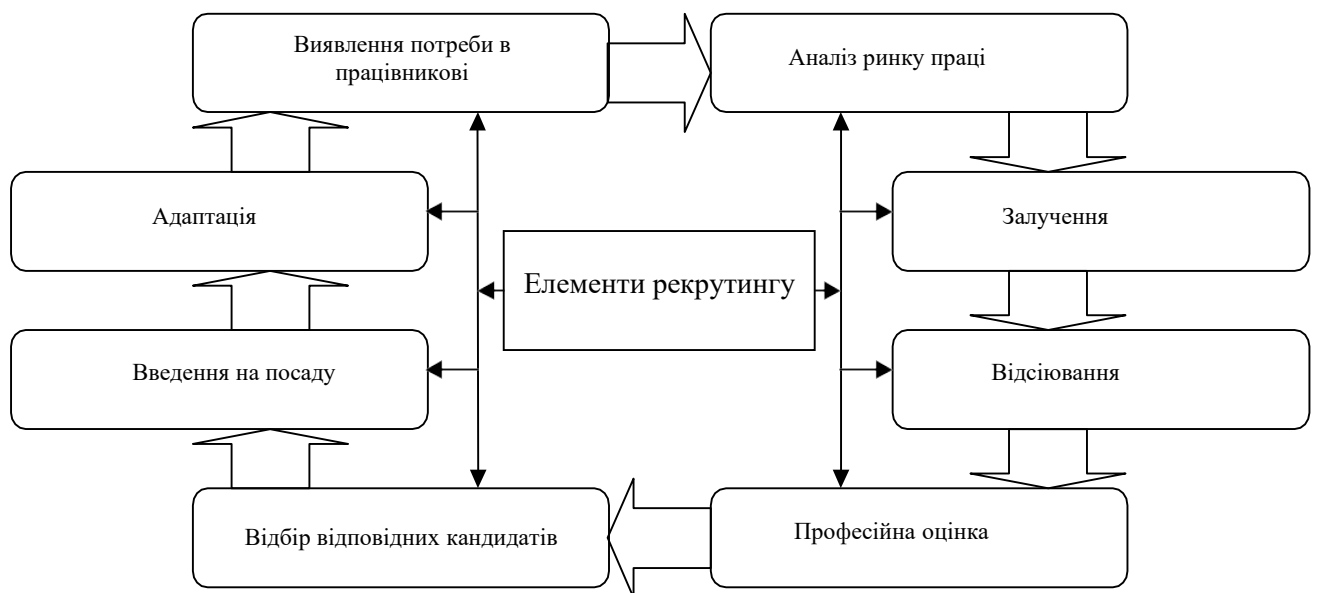 Виявлення потреби в
працівникові
Аналіз ринку праці
Адаптація
Залучення
Елементи рекрутингу
Введення на посаду
Відсіювання
Відбір відповідних кандидатів
Професійна оцінка